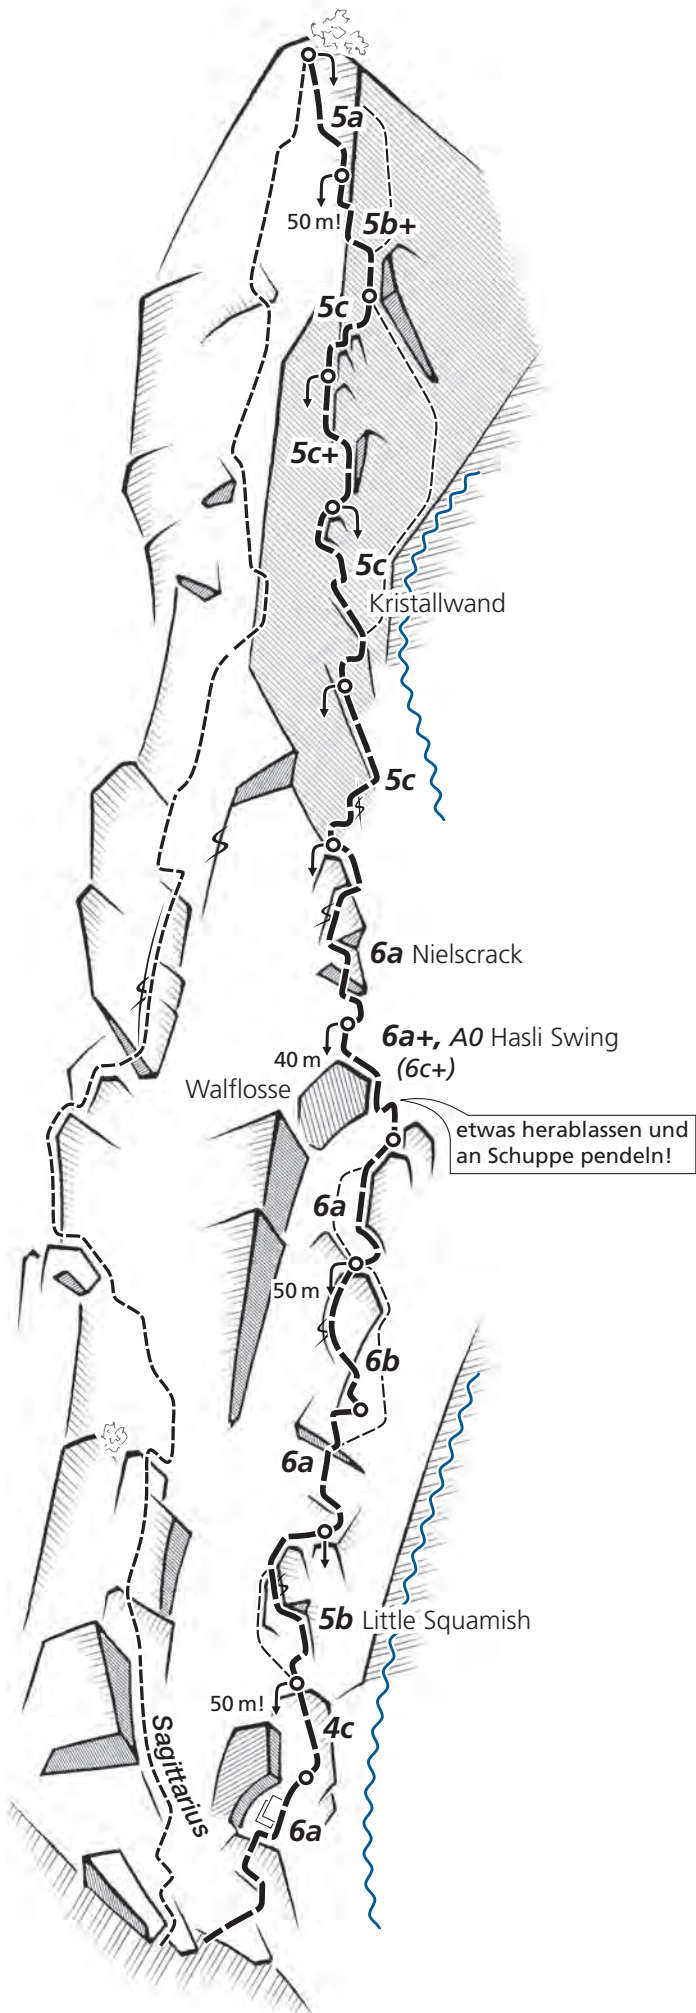 5a
50 m!
5b+
5c
5c+
5c
Kristallwand
5c
6a Nielscrack
6a+, A0 Hasli Swing
(6c+)
40 m
Walflosse
etwas herablassen und
an Schuppe pendeln!
6a
50 m
6b
6a
5b Little Squamish
50 m!
4c
Sagittarius
6a